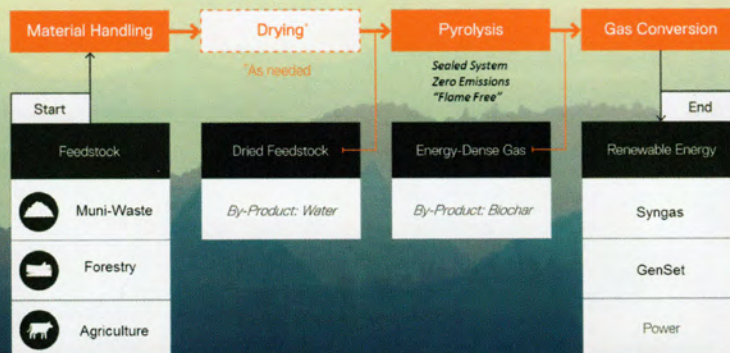 Material Handling
Drying*
Pyrolysis
Gas Conversion
*As needed
Sealed System
Zero Emissions
"Flame Free"
Start
End
Feedstock
Dried Feedstock
Energy-Dense Gas
Renewable Energy
Muni-Waste
By-Product: Water
By-Product: Biochar
Syngas
Forestry
GenSet
Agriculture
Power